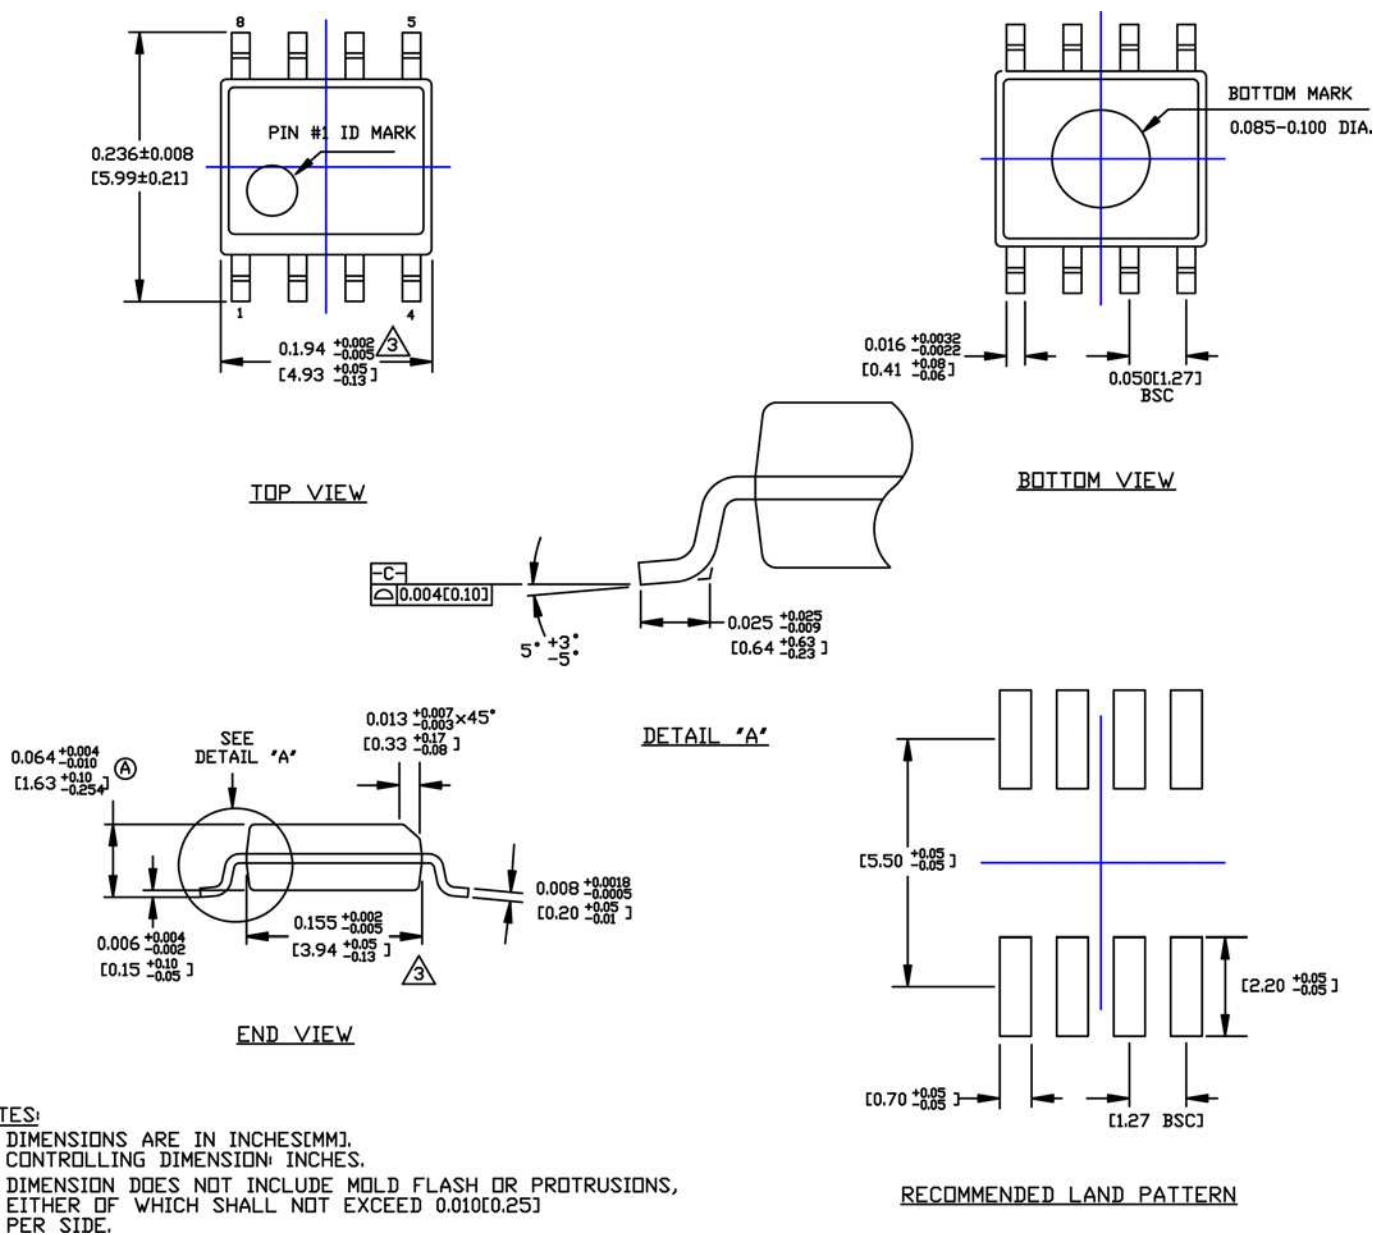 8 5
PIN #1 ID MARK
0.236±0.008
[5.99±0.21]
1 4
0.1.94 +0.002 -0.005 3
[4.93 +0.05 -0.13 ]
TOP VIEW
BOTTOM MARK
0.085-0.100 DIA.
0.016 +0.0032 -0.0022
[0.41 +0.08 -0.06 ]
0.050[1.27]
BSC
BOTTOM VIEW
-C-
⌓ 0.004[0.10]
5° +3° -5°
0.025 +0.025 -0.009
[0.64 +0.63 -0.23 ]
DETAIL "A"
0.064 +0.004 -0.010 A
[1.63 +0.10 -0.254 ]
SEE
DETAIL "A"
0.013 +0.007 -0.003 ×45°
[0.33 +0.17 -0.08 ]
0.008 +0.0018 -0.0005
[0.20 +0.05 -0.01 ]
0.155 +0.002 -0.005
[3.94 +0.05 -0.13 ]
3
0.006 +0.004 -0.002
[0.15 +0.10 -0.05 ]
END VIEW
[5.50 +0.05 -0.05 ]
[2.20 +0.05 -0.05 ]
[0.70 +0.05 -0.05 ]
[1.27 BSC]
RECOMMENDED LAND PATTERN
TES:
DIMENSIONS ARE IN INCHES[MM].
CONTROLLING DIMENSION: INCHES.
DIMENSION DOES NOT INCLUDE MOLD FLASH OR PROTRUSIONS,
EITHER OF WHICH SHALL NOT EXCEED 0.010[0.25]
PER SIDE.